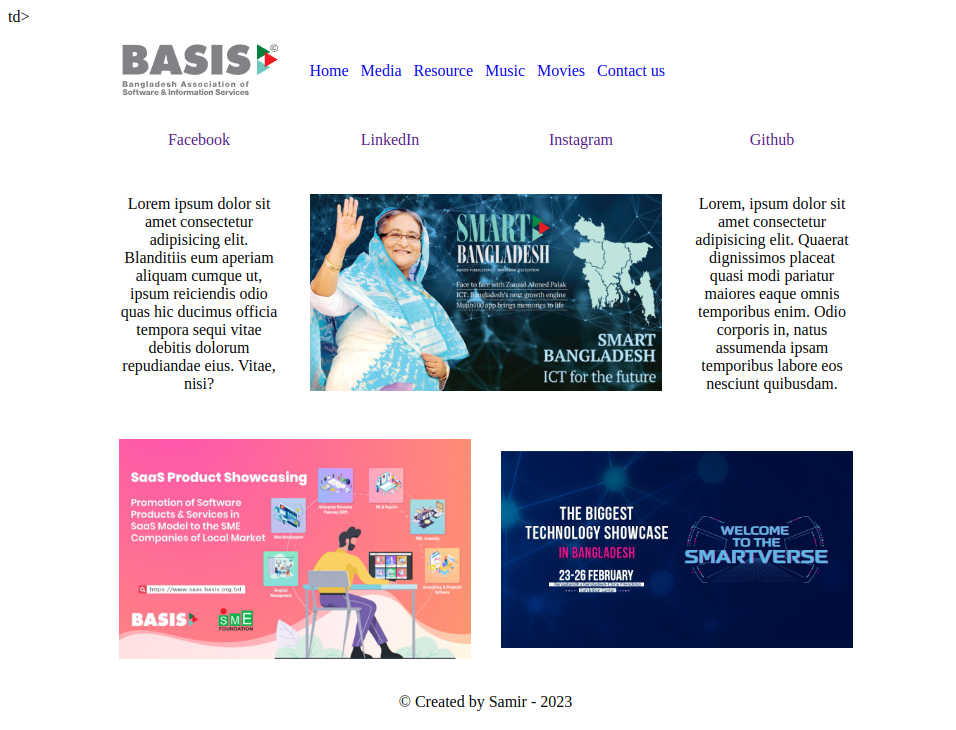 td>
BASIS©
Bangladesh Association of
Software & Information Services
Home Media Resource Music Movies Contact us
Facebook LinkedIn Instagram Github
Lorem ipsum dolor sit
amet consectetur
adipisicing elit.
Blanditiis eum aperiam
aliquam cumque ut,
ipsum reiciendis odio
quas hic ducimus officia
tempora sequi vitae
debitis dolorum
repudiandae eius. Vitae,
nisi?
SMART
BANGLADESH
Face to face with Zunaid Ahmed Palak
ICT: Bangladesh's next growth engine
Mujib100 app brings memories to life
SMART
BANGLADESH
ICT for the future
Lorem, ipsum dolor sit
amet consectetur
adipisicing elit. Quaerat
dignissimos placeat
quasi modi pariatur
maiores eaque omnis
temporibus enim. Odio
corporis in, natus
assumenda ipsam
temporibus labore eos
nesciunt quibusdam.
SaaS Product Showcasing
Promotion of Software
Products & Services in
SaaS Model to the SME
Companies of Local Market
https://www.saas.basis.org.bd
BASIS
SME
FOUNDATION
THE BIGGEST
TECHNOLOGY SHOWCASE
IN BANGLADESH
23-26 FEBRUARY
WELCOME
TO THE
SMARTVERSE
© Created by Samir - 2023